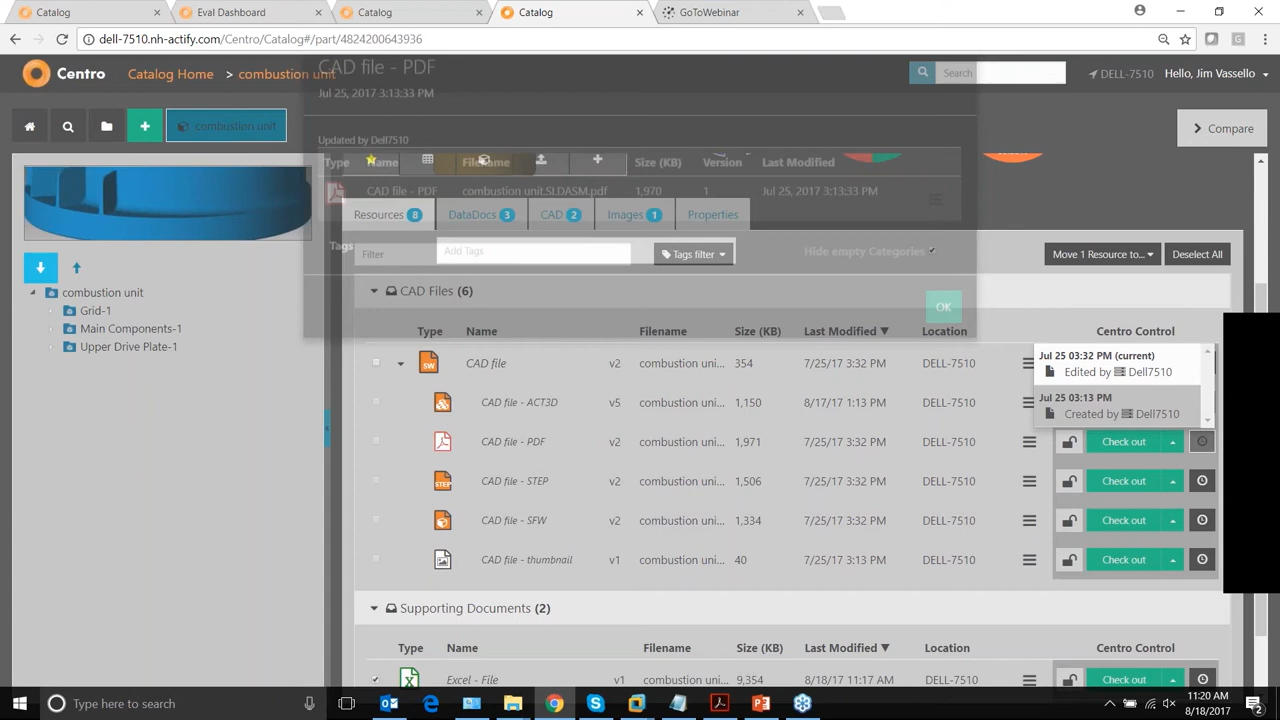 Catalog
Eval Dashboard
Catalog
Catalog
GoToWebinar
dell-7510.nh-actify.com/Centro/Catalog#/part/4824200643936
Centro
Catalog Home > combustion unit
CAD file - PDF
Search
DELL-7510
Hello, Jim Vassello
Jul 25, 2017 3:13:33 PM
combustion unit
Compare
Updated by Dell7510
Type Name Filename Size (KB) Version Last Modified
CAD file - PDF combustion unit.SLDASM.pdf 1,970 1 Jul 25, 2017 3:13:33 PM
Resources 8 DataDocs 3 CAD 2 Images 1 Properties
Tags
Filter
Add Tags
Tags filter
Hide empty Categories
Move 1 Resource to...
Deselect All
CAD Files (6)
OK
combustion unit
Grid-1
Main Components-1
Upper Drive Plate-1
Type Name Filename Size (KB) Last Modified Location Centro Control
CAD file v2 combustion uni... 354 7/25/17 3:32 PM DELL-7510
Jul 25 03:32 PM (current)
Edited by Dell7510
Jul 25 03:13 PM
Created by Dell7510
CAD file - ACT3D v5 combustion uni... 1,150 8/17/17 1:13 PM DELL-7510
CAD file - PDF v2 combustion uni... 1,971 7/25/17 3:32 PM DELL-7510 Check out
CAD file - STEP v2 combustion uni... 1,506 7/25/17 3:32 PM DELL-7510 Check out
CAD file - SFW v2 combustion uni... 1,334 7/25/17 3:32 PM DELL-7510 Check out
CAD file - thumbnail v1 combustion uni... 40 7/25/17 3:13 PM DELL-7510 Check out
SW
STEP
Supporting Documents (2)
Type Name Filename Size (KB) Last Modified Location Centro Control
Excel - File v1 combustion uni... 9,354 8/18/17 11:17 AM DELL-7510 Check out
Type here to search
11:20 AM
8/18/2017
2